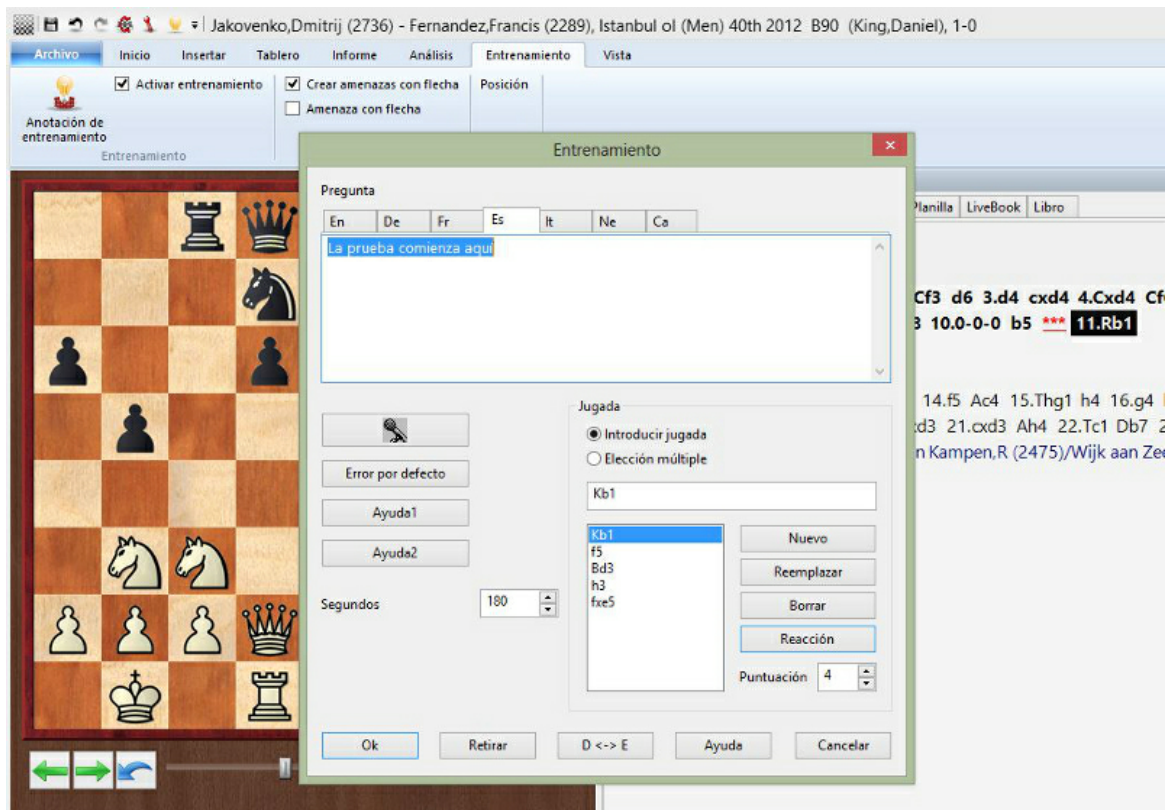 Jakovenko,Dmitrij (2736) - Fernandez,Francis (2289), Istanbul ol (Men) 40th 2012 B90 (King,Daniel), 1-0
Archivo Inicio Insertar Tablero Informe Análisis Entrenamiento Vista
Activar entrenamiento Crear amenazas con flecha Posición
Amenaza con flecha
Anotación de
entrenamiento
Entrenamiento
Entrenamiento
Pregunta
En De Fr Es It Ne Ca
La prueba comienza aquí
Planilla LiveBook Libro
Cf3 d6 3.d4 cxd4 4.Cxd4
10.0-0-0 b5 *** 11.Rb1
14.f5 Ac4 15.Thg1 h4 16.g4
21.cxd3 Ah4 22.Tc1 Db7
Kampen,R (2475)/Wijk aan
Error por defecto
Ayuda1
Ayuda2
Segundos 180
Jugada
Introducir jugada
Elección múltiple
Kb1
Kb1
f5
Bd3
h3
fxe5
Nuevo
Reemplazar
Borrar
Reacción
Puntuación 4
Ok Retirar D <-> E Ayuda Cancelar